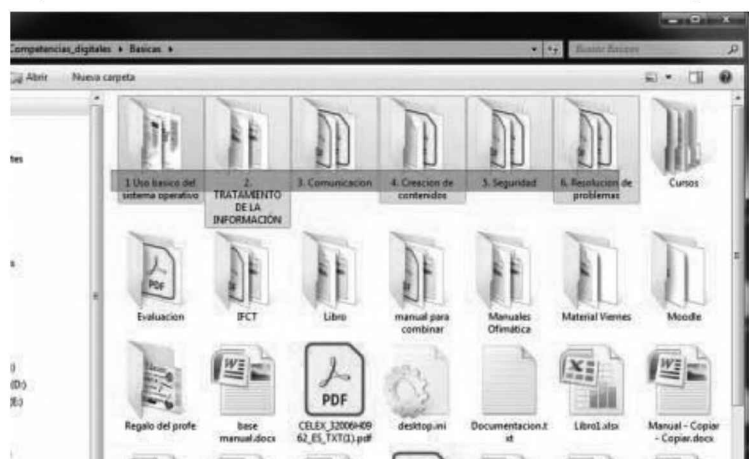 Competencias_digitales ▸ Basicas ▸
Buscar Basicas
Abrir
Nueva carpeta
tes
1 Uso basico del
sistema operativo
2.
TRATAMIENTO
DE LA
INFORMACIÓN
3. Comunicacion
4. Creacion de
contenidos
5. Seguridad
6. Resolucion de
problemas
Cursos
s
PDF
Evaluacion
IFCT
Libro
manual para
combinar
Manuales
Ofimática
Material Viernes
Moodle
)
(D:)
(E:)
PDF
Regalo del profe
base
manual.docx
CELEX_32006H09
62_ES_TXT(1).pdf
desktop.ini
Documentacion.t
xt
Libro1.xlsx
Manual - Copiar
- Copiar.docx